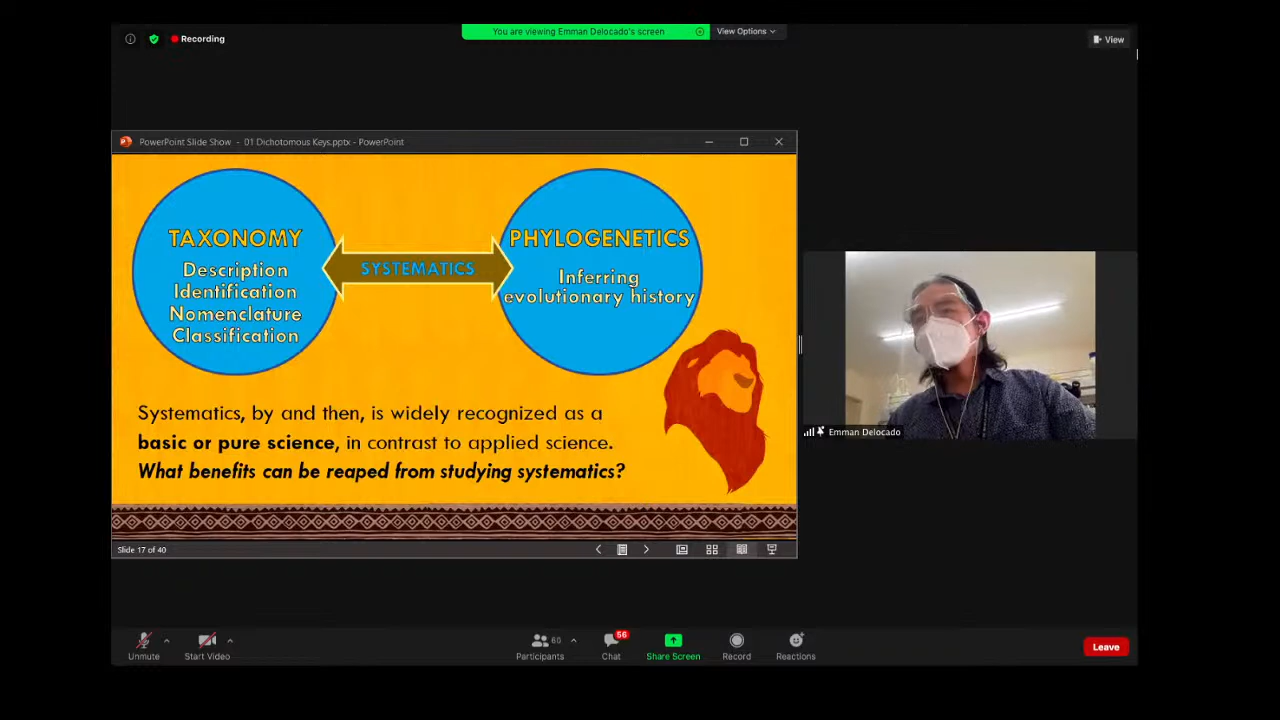 Recording
You are viewing Emman Delocado's screen
View Options
View
PowerPoint Slide Show - 01 Dichotomous Keys.pptx - PowerPoint
TAXONOMY
Description
Identification
Nomenclature
Classification
SYSTEMATICS
PHYLOGENETICS
Inferring
evolutionary history
Systematics, by and then, is widely recognized as a
basic or pure science, in contrast to applied science.
What benefits can be reaped from studying systematics?
Slide 17 of 40
Emman Delocado
Unmute
Start Video
60
Participants
56
Chat
Share Screen
Record
Reactions
Leave